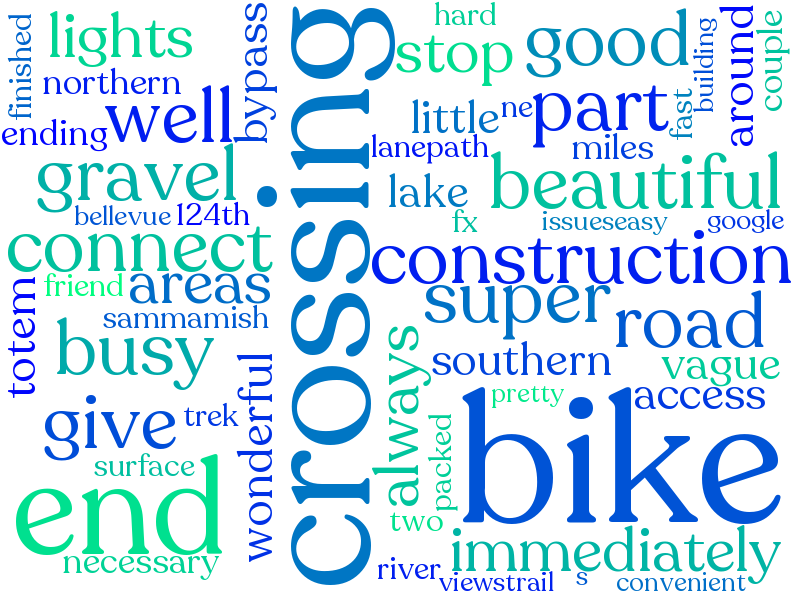 finished
lights
northern
well
bypass
ending
gravel
bellevue
124th
connect
friend
areas
totem
sammamish
busy
wonderful
give
trek
surface
end
necessary
crossing
hard
stop
good
building
around
couple
little
ne
part
fast
lanepath
miles
lake
beautiful
fx
issueseasy
google
construction
super
road
always
southern
vague
pretty
access
packed
bike
two
immediately
river
viewstrail
s
convenient